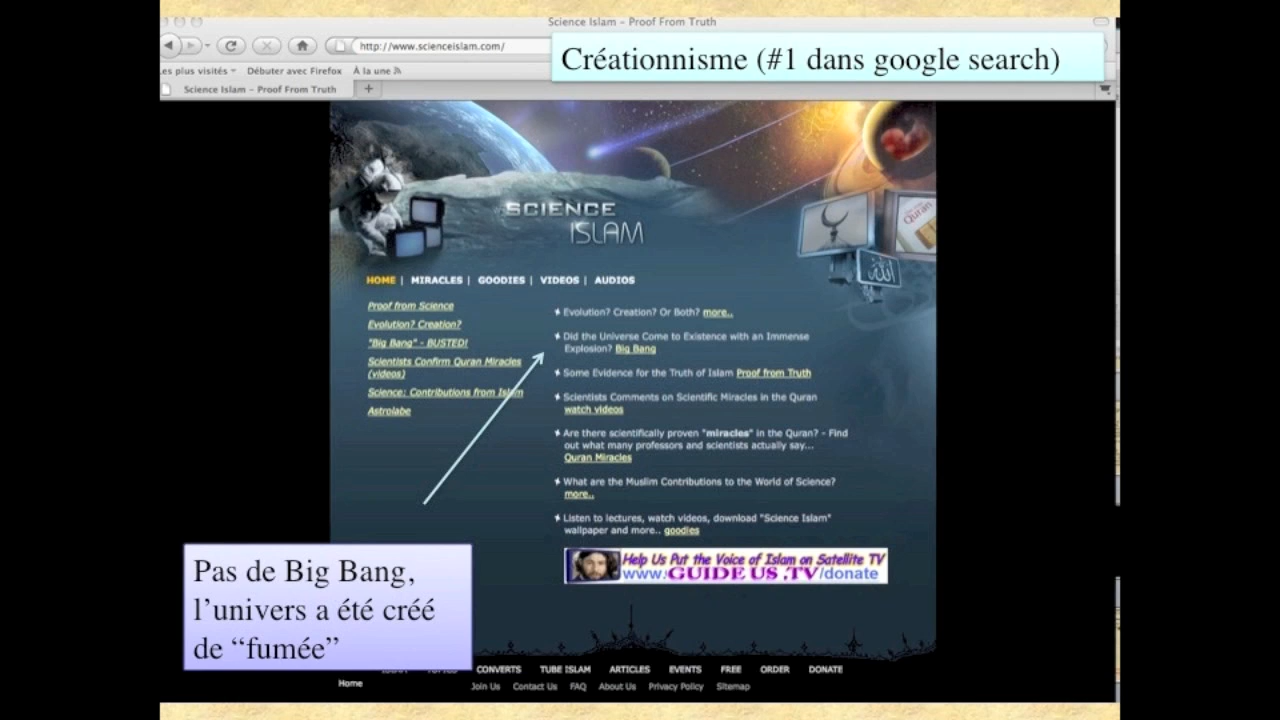 Science Islam – Proof From Truth
http://www.scienceislam.com/
Créationnisme (#1 dans google search)
es plus visités
Débuter avec Firefox
À la une
Science Islam – Proof From Truth
+
SCIENCE
ISLAM
Quran
الله
HOME | MIRACLES | GOODIES | VIDEOS | AUDIOS
Proof from Science
Evolution? Creation?
"Big Bang" - BUSTED!
Scientists Confirm Quran Miracles
(videos)
Science: Contributions from Islam
Astrolabe
Evolution? Creation? Or Both? more..
Did the Universe Come to Existence with an Immense
Explosion? Big Bang
Some Evidence for the Truth of Islam Proof from Truth
Scientists Comments on Scientific Miracles in the Quran
watch videos
Are there scientifically proven "miracles" in the Quran? - Find
out what many professors and scientists actually say...
Quran Miracles
What are the Muslim Contributions to the World of Science?
more..
Listen to lectures, watch videos, download "Science Islam"
wallpaper and more.. goodies
Help Us Put the Voice of Islam on Satellite TV
www.GUIDE US .TV/donate
Pas de Big Bang,
l'univers a été créé
de “fumée”
CONVERTS TUBE ISLAM ARTICLES EVENTS FREE ORDER DONATE
Home
Join Us Contact Us FAQ About Us Privacy Policy Sitemap